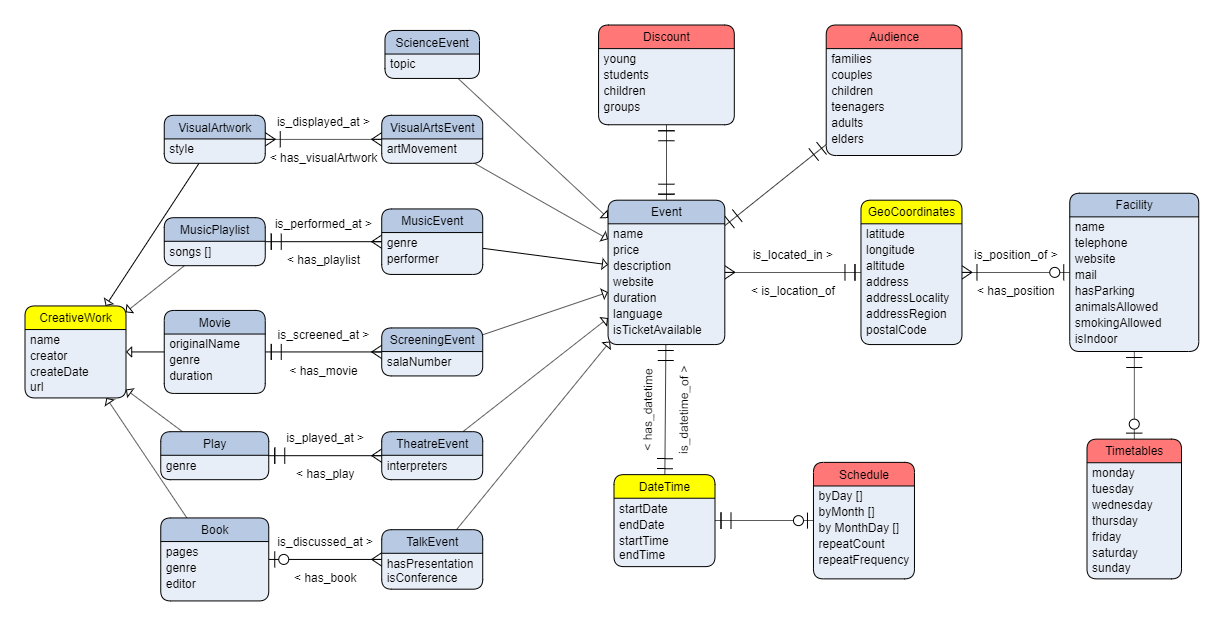 ScienceEvent
topic
Discount
young
students
children
groups
Audience
families
couples
children
teenagers
adults
elders
VisualArtwork
style
is_displayed_at >
< has_visualArtwork
VisualArtsEvent
artMovement
MusicPlaylist
songs []
is_performed_at >
< has_playlist
MusicEvent
genre
performer
Event
name
price
description
website
duration
language
isTicketAvailable
is_located_in >
< is_location_of
GeoCoordinates
latitude
longitude
altitude
address
addressLocality
addressRegion
postalCode
is_position_of >
< has_position
Facility
name
telephone
website
mail
hasParking
animalsAllowed
smokingAllowed
isIndoor
CreativeWork
name
creator
createDate
url
Movie
originalName
genre
duration
is_screened_at >
< has_movie
ScreeningEvent
salaNumber
< has_datetime
is_datetime_of >
Play
genre
is_played_at >
< has_play
TheatreEvent
interpreters
DateTime
startDate
endDate
startTime
endTime
Schedule
byDay []
byMonth []
by MonthDay []
repeatCount
repeatFrequency
Timetables
monday
tuesday
wednesday
thursday
friday
saturday
sunday
Book
pages
genre
editor
is_discussed_at >
< has_book
TalkEvent
hasPresentation
isConference